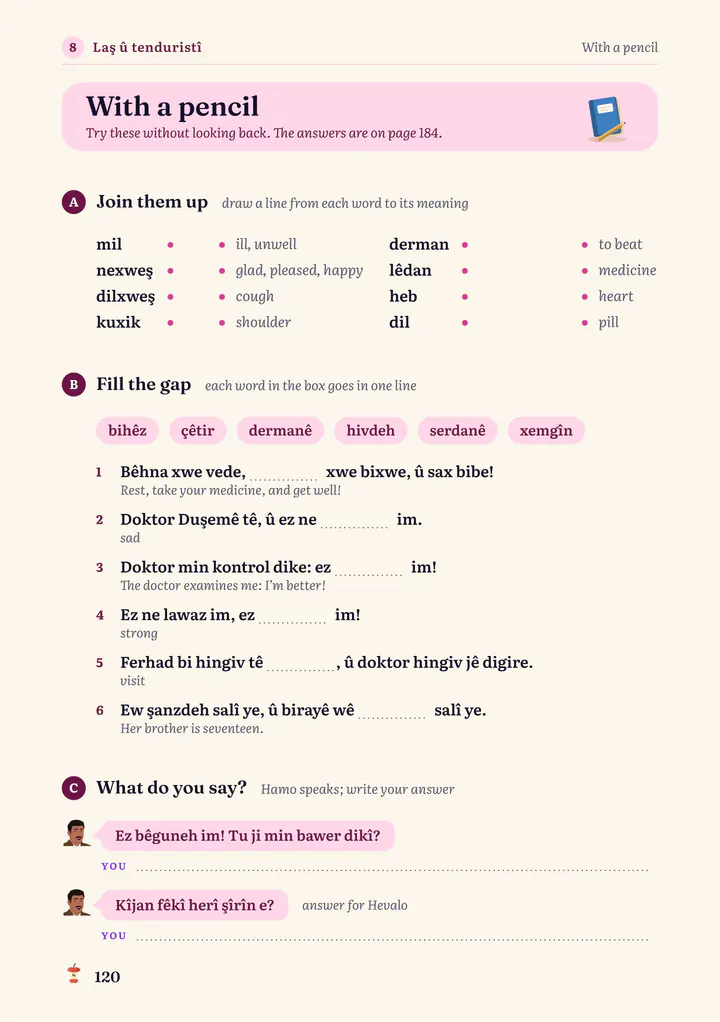 8 Laş û tenduristî
With a pencil
With a pencil
Try these without looking back. The answers are on page 184.
A Join them up draw a line from each word to its meaning
mil ill, unwell derman to beat
nexweş glad, pleased, happy lêdan medicine
dilxweş cough heb heart
kuxik shoulder dil pill
B Fill the gap each word in the box goes in one line
bihêz çêtir dermanê hivdeh serdanê xemgîn
1 Bêhna xwe vede, .............. xwe bixwe, û sax bibe!
Rest, take your medicine, and get well!
2 Doktor Duşemê tê, û ez ne .............. im.
sad
3 Doktor min kontrol dike: ez .............. im!
The doctor examines me: I’m better!
4 Ez ne lawaz im, ez .............. im!
strong
5 Ferhad bi hingiv tê .............., û doktor hingiv jê digire.
visit
6 Ew şanzdeh salî ye, û birayê wê .............. salî ye.
Her brother is seventeen.
C What do you say? Hamo speaks; write your answer
Ez bêguneh im! Tu ji min bawer dikî?
YOU
Kîjan fêkî herî şîrîn e? answer for Hevalo
YOU
120